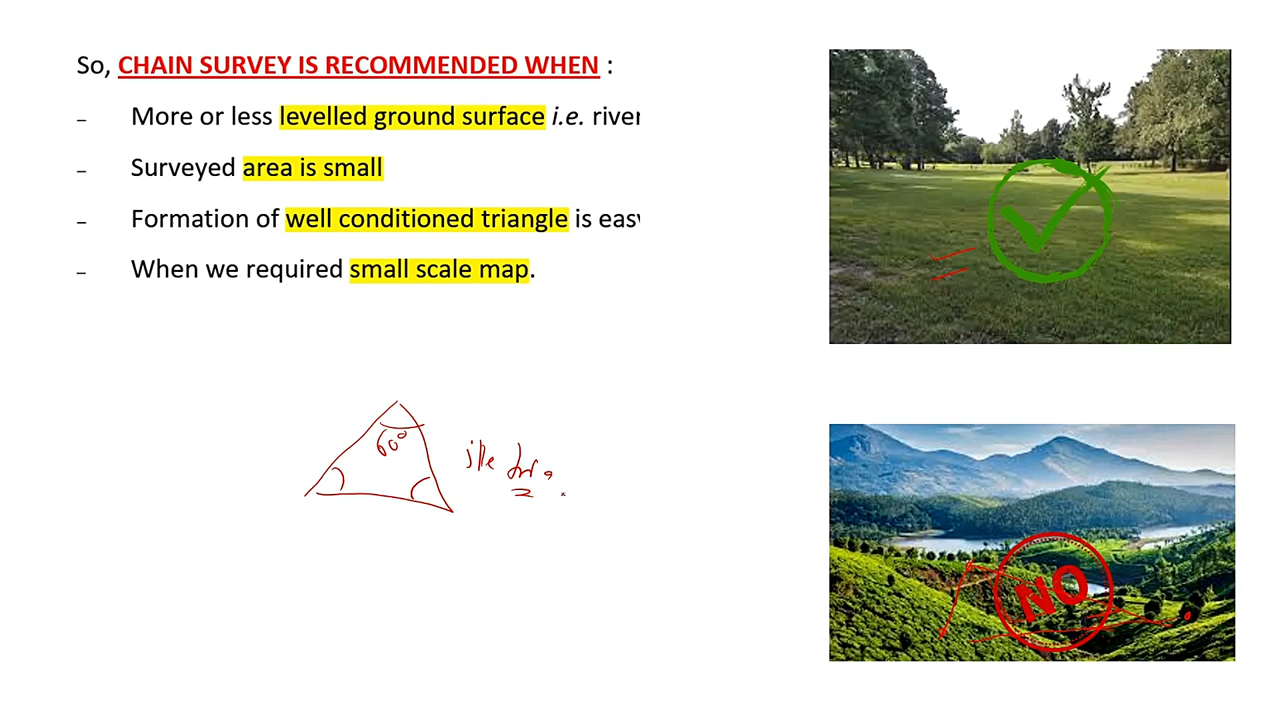 So, CHAIN SURVEY IS RECOMMENDED WHEN :
– More or less levelled ground surface i.e. river
– Surveyed area is small
– Formation of well conditioned triangle is easy
– When we required small scale map.
60°
NO